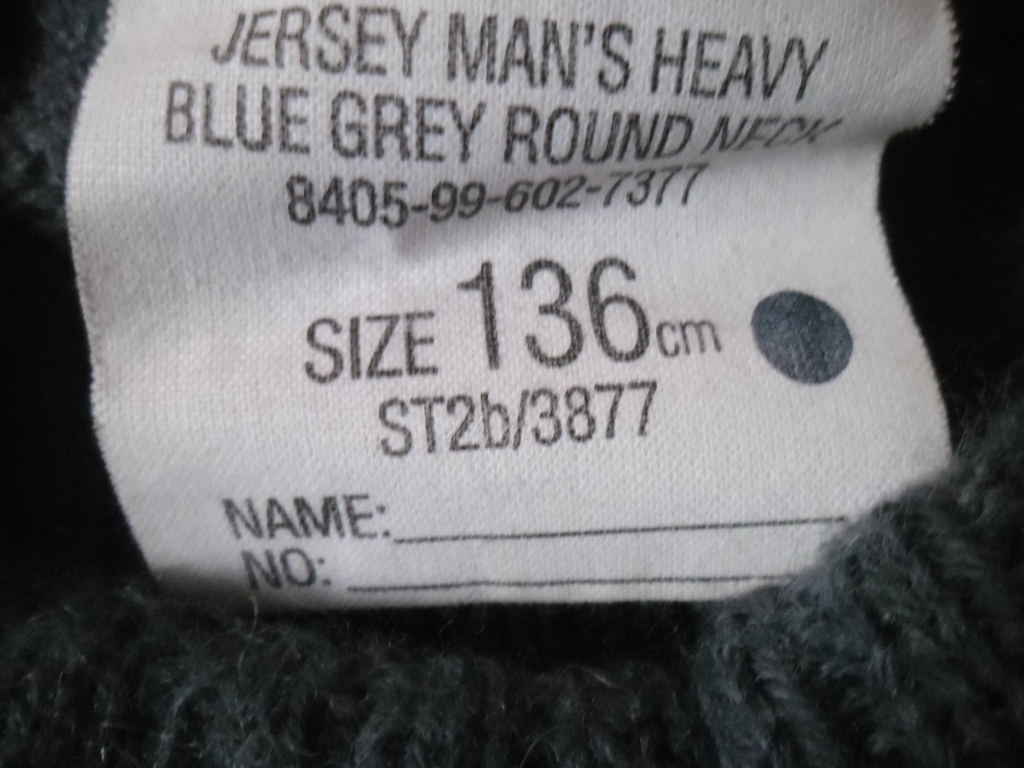 JERSEY MAN'S HEAVY
BLUE GREY ROUND NECK
8405-99-602-7377
SIZE 136cm
ST2b/3877
NAME:
NO: